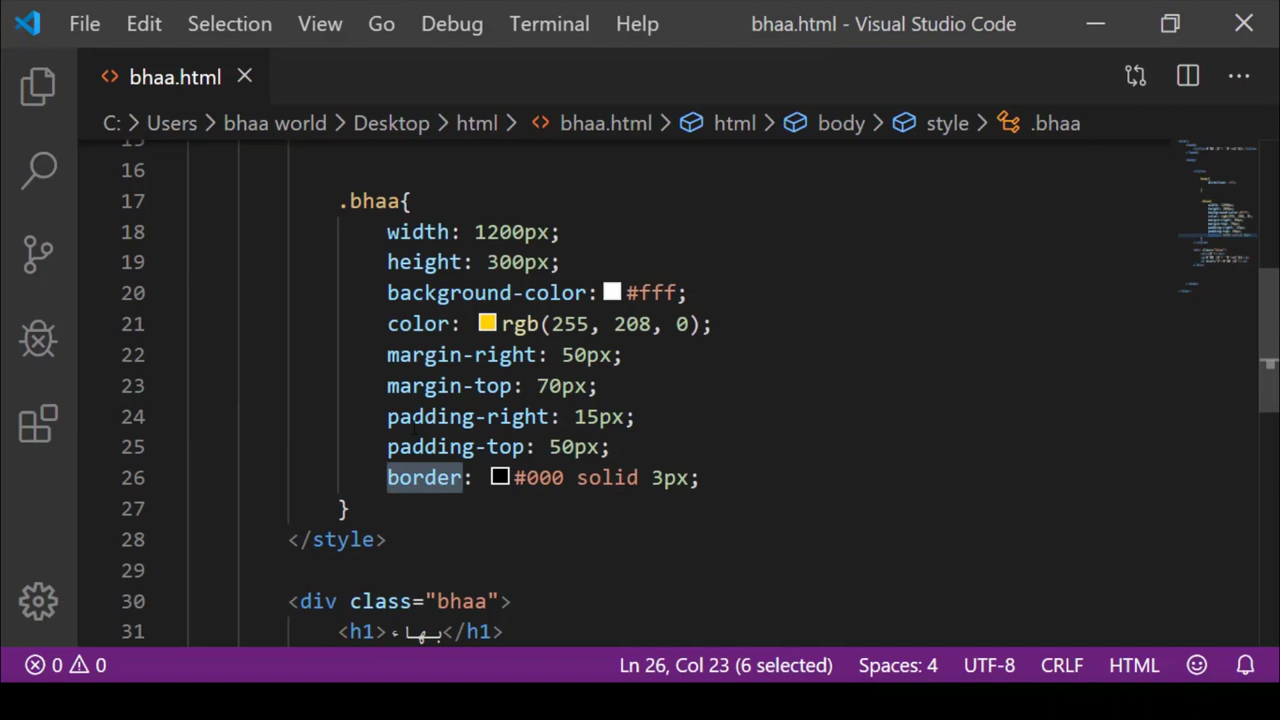 File Edit Selection View Go Debug Terminal Help bhaa.html - Visual Studio Code
bhaa.html
C: > Users > bhaa world > Desktop > html > bhaa.html > html > body > style > .bhaa
15
16
17 .bhaa{
18 width: 1200px;
19 height: 300px;
20 background-color: #fff;
21 color: rgb(255, 208, 0);
22 margin-right: 50px;
23 margin-top: 70px;
24 padding-right: 15px;
25 padding-top: 50px;
26 border: #000 solid 3px;
27 }
28 </style>
29
30 <div class="bhaa">
31 <h1>بهاء</h1>
0 0 Ln 26, Col 23 (6 selected) Spaces: 4 UTF-8 CRLF HTML